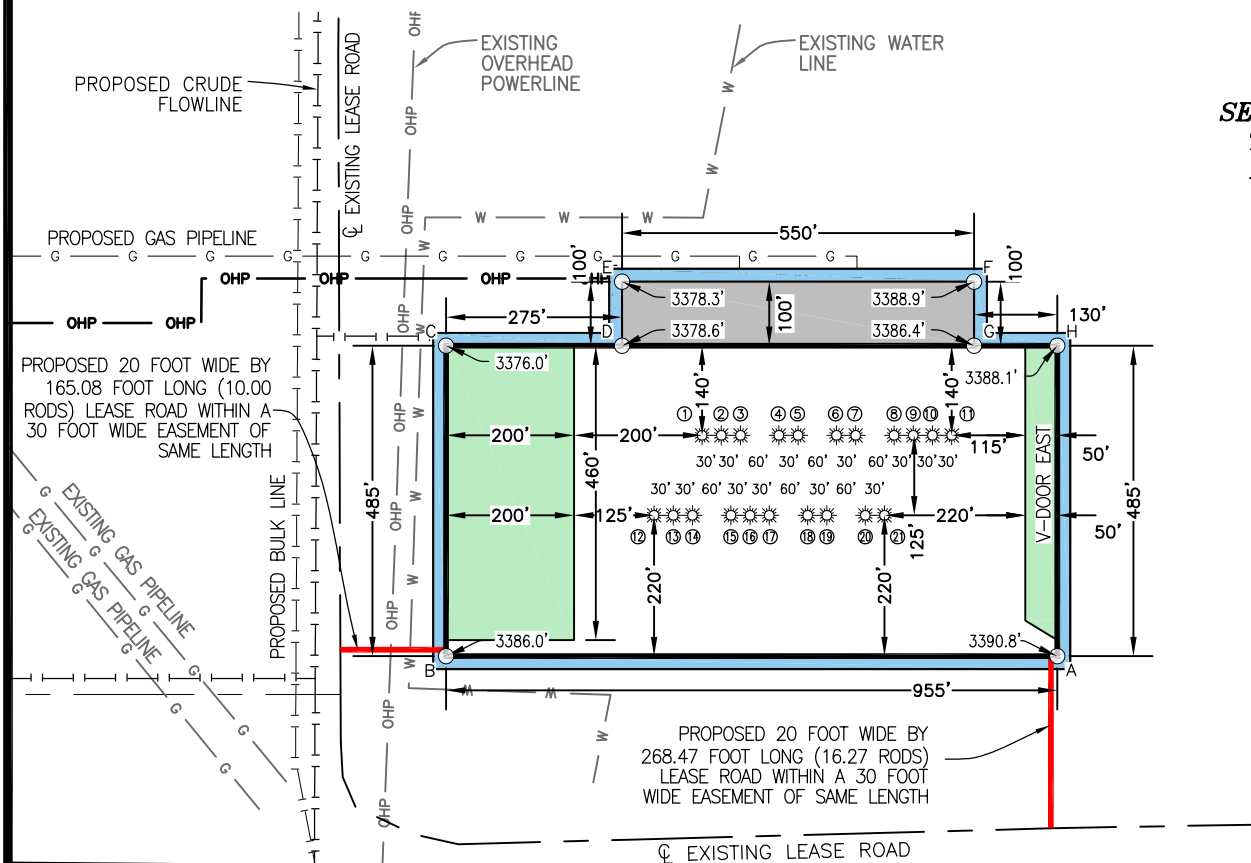 EXISTING
OVERHEAD
POWERLINE
EXISTING WATER
LINE
PROPOSED CRUDE
FLOWLINE
℄ EXISTING LEASE ROAD
OHP
OHP
OHP
OHP
OHP
OHP
OHP
W
W
W
W
W
W
W
W
W
W
W
W
SE
PROPOSED GAS PIPELINE
G G G G G G G G G G
OHP OHP OHP
OHP OHP
550'
100'
100'
100'
E
F
3378.3'
3388.9'
275'
130'
C
D
G
H
3378.6'
3386.4'
3376.0'
3388.1'
PROPOSED 20 FOOT WIDE BY
165.08 FOOT LONG (10.00
RODS) LEASE ROAD WITHIN A
30 FOOT WIDE EASEMENT OF
SAME LENGTH
140'
140'
① ② ③ ④ ⑤ ⑥ ⑦ ⑧ ⑨ ⑩ ⑪
200'
200'
115'
50'
30' 30' 60' 30' 60' 30' 60' 30' 30' 30'
460'
485'
485'
V-DOOR EAST
30' 30' 60' 30' 30' 60' 30' 60' 30'
200'
125'
220'
50'
125'
⑫ ⑬ ⑭ ⑮ ⑯ ⑰ ⑱ ⑲ ⑳ ㉑
220'
220'
EXISTING GAS PIPELINE
EXISTING GAS PIPELINE
G
G
G
G
G
G
G
PROPOSED BULK LINE
3386.0'
3390.8'
B
A
955'
PROPOSED 20 FOOT WIDE BY
268.47 FOOT LONG (16.27 RODS)
LEASE ROAD WITHIN A 30 FOOT
WIDE EASEMENT OF SAME LENGTH
℄ EXISTING LEASE ROAD